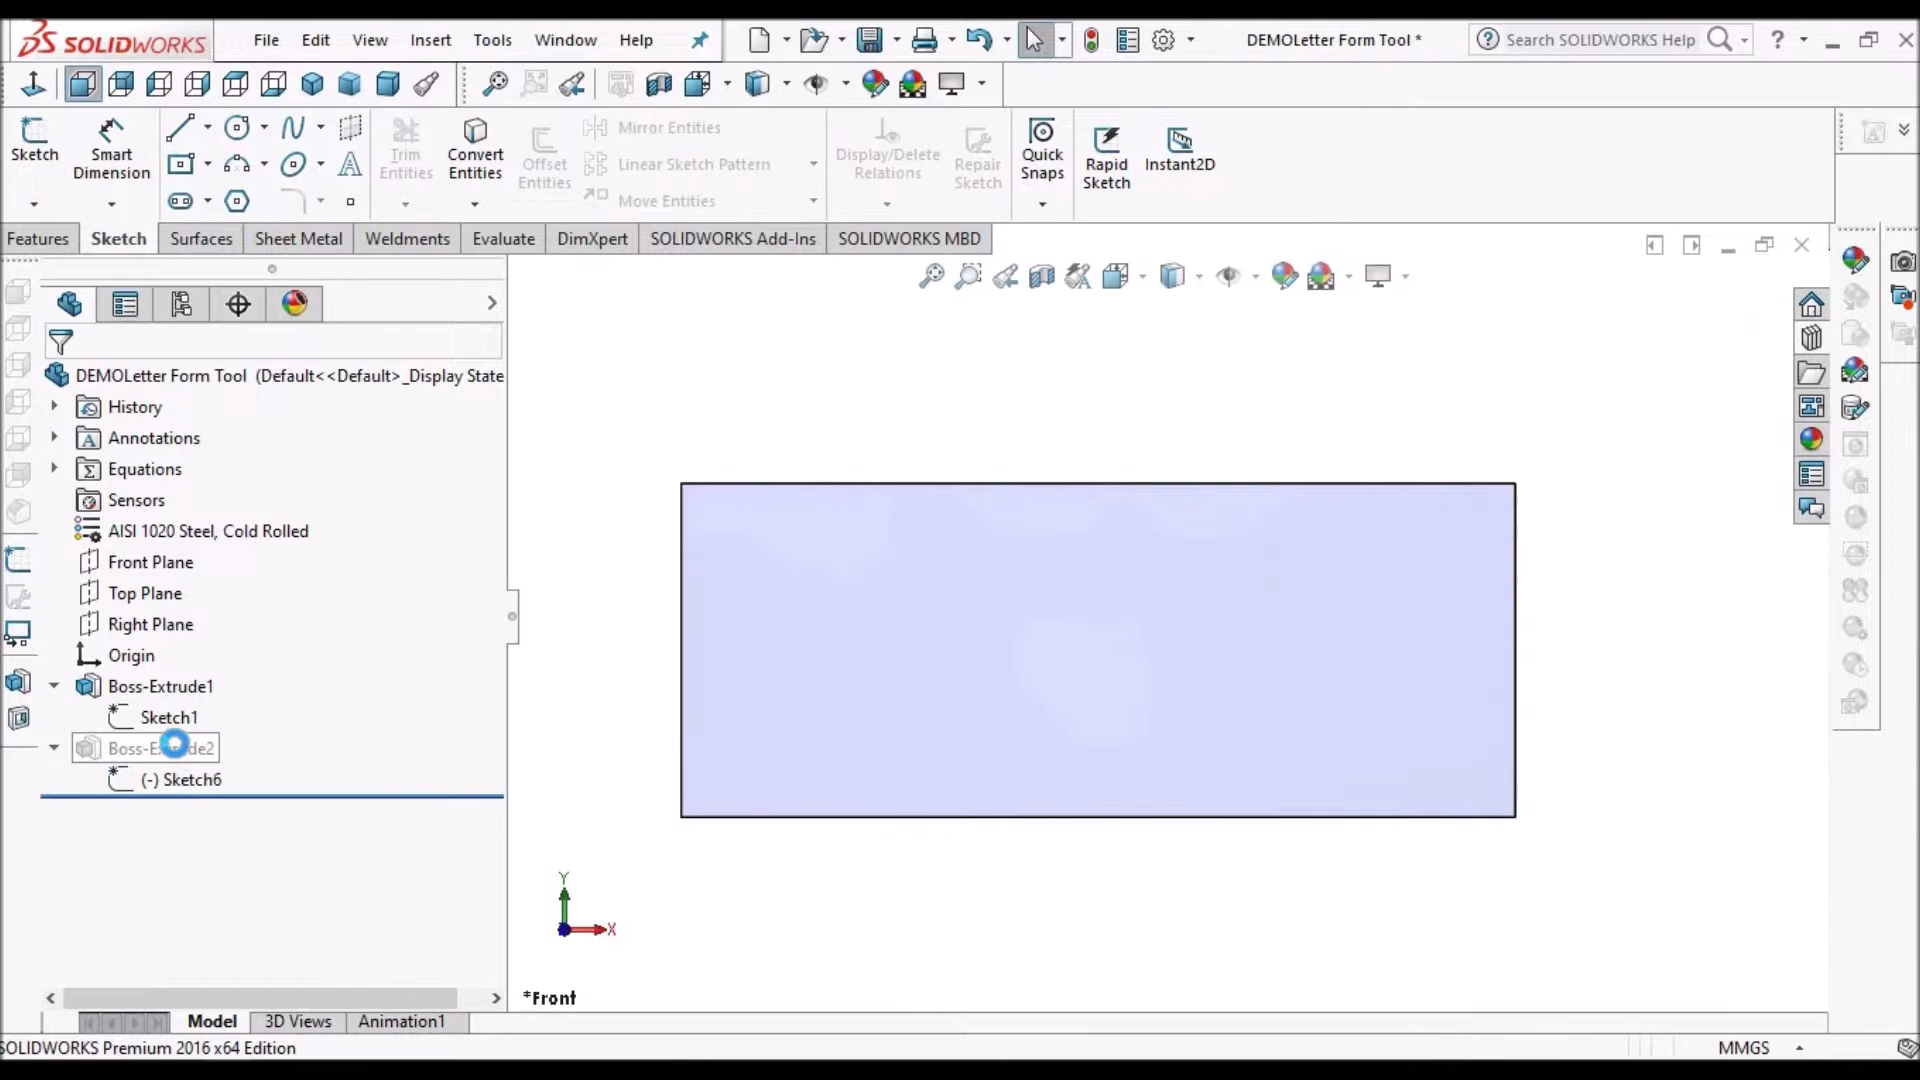 SOLIDWORKS File Edit View Insert Tools Window Help DEMOLetter Form Tool * Search SOLIDWORKS Help ?
Sketch Smart Dimension Trim Entities Convert Entities Offset Entities Mirror Entities Linear Sketch Pattern Move Entities Display/Delete Relations Repair Sketch Quick Snaps Rapid Sketch Instant2D
Features Sketch Surfaces Sheet Metal Weldments Evaluate DimXpert SOLIDWORKS Add-Ins SOLIDWORKS MBD
DEMOLetter Form Tool (Default<<Default>_Display State
History
Annotations
Equations
Sensors
AISI 1020 Steel, Cold Rolled
Front Plane
Top Plane
Right Plane
Origin
Boss-Extrude1
Sketch1
(-) Sketch6
Y
X
*Front
Model 3D Views Animation1
SOLIDWORKS Premium 2016 x64 Edition MMGS